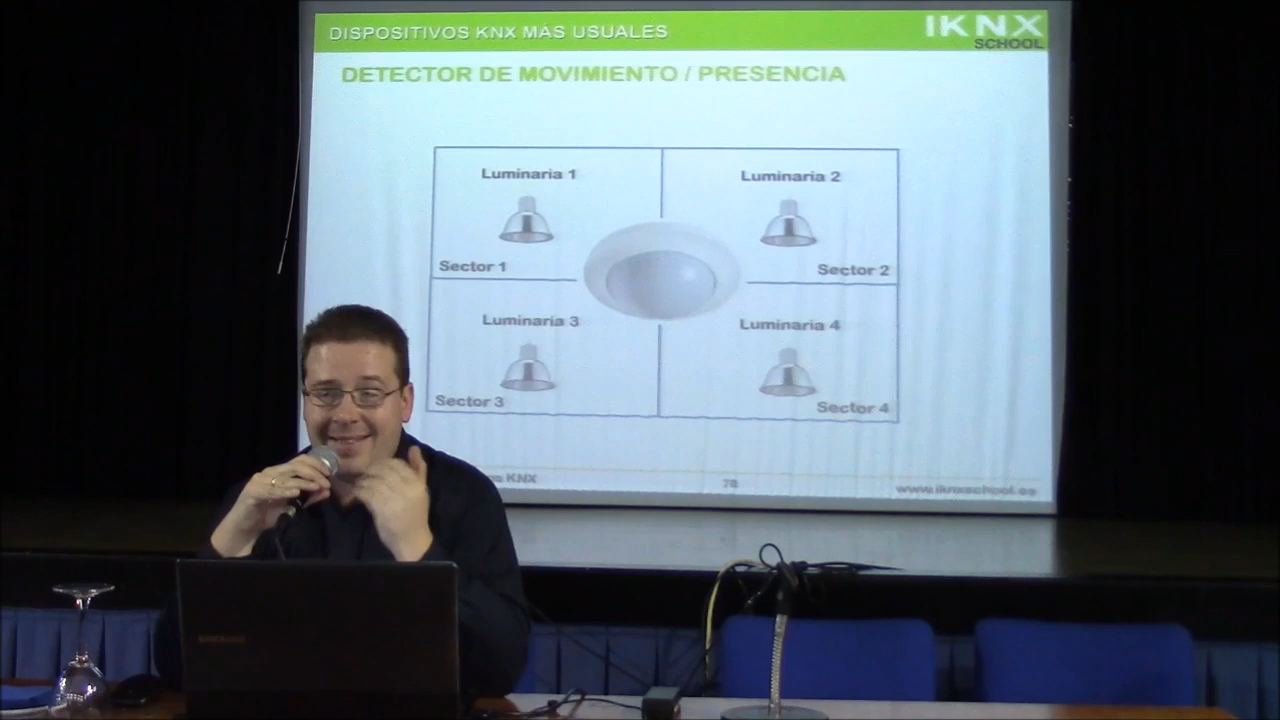 DISPOSITIVOS KNX MÁS USUALES
IKNX
SCHOOL
DETECTOR DE MOVIMIENTO / PRESENCIA
Luminaria 1
Luminaria 2
Sector 1
Sector 2
Luminaria 3
Luminaria 4
Sector 3
Sector 4
KNX
www.iknxschool.es